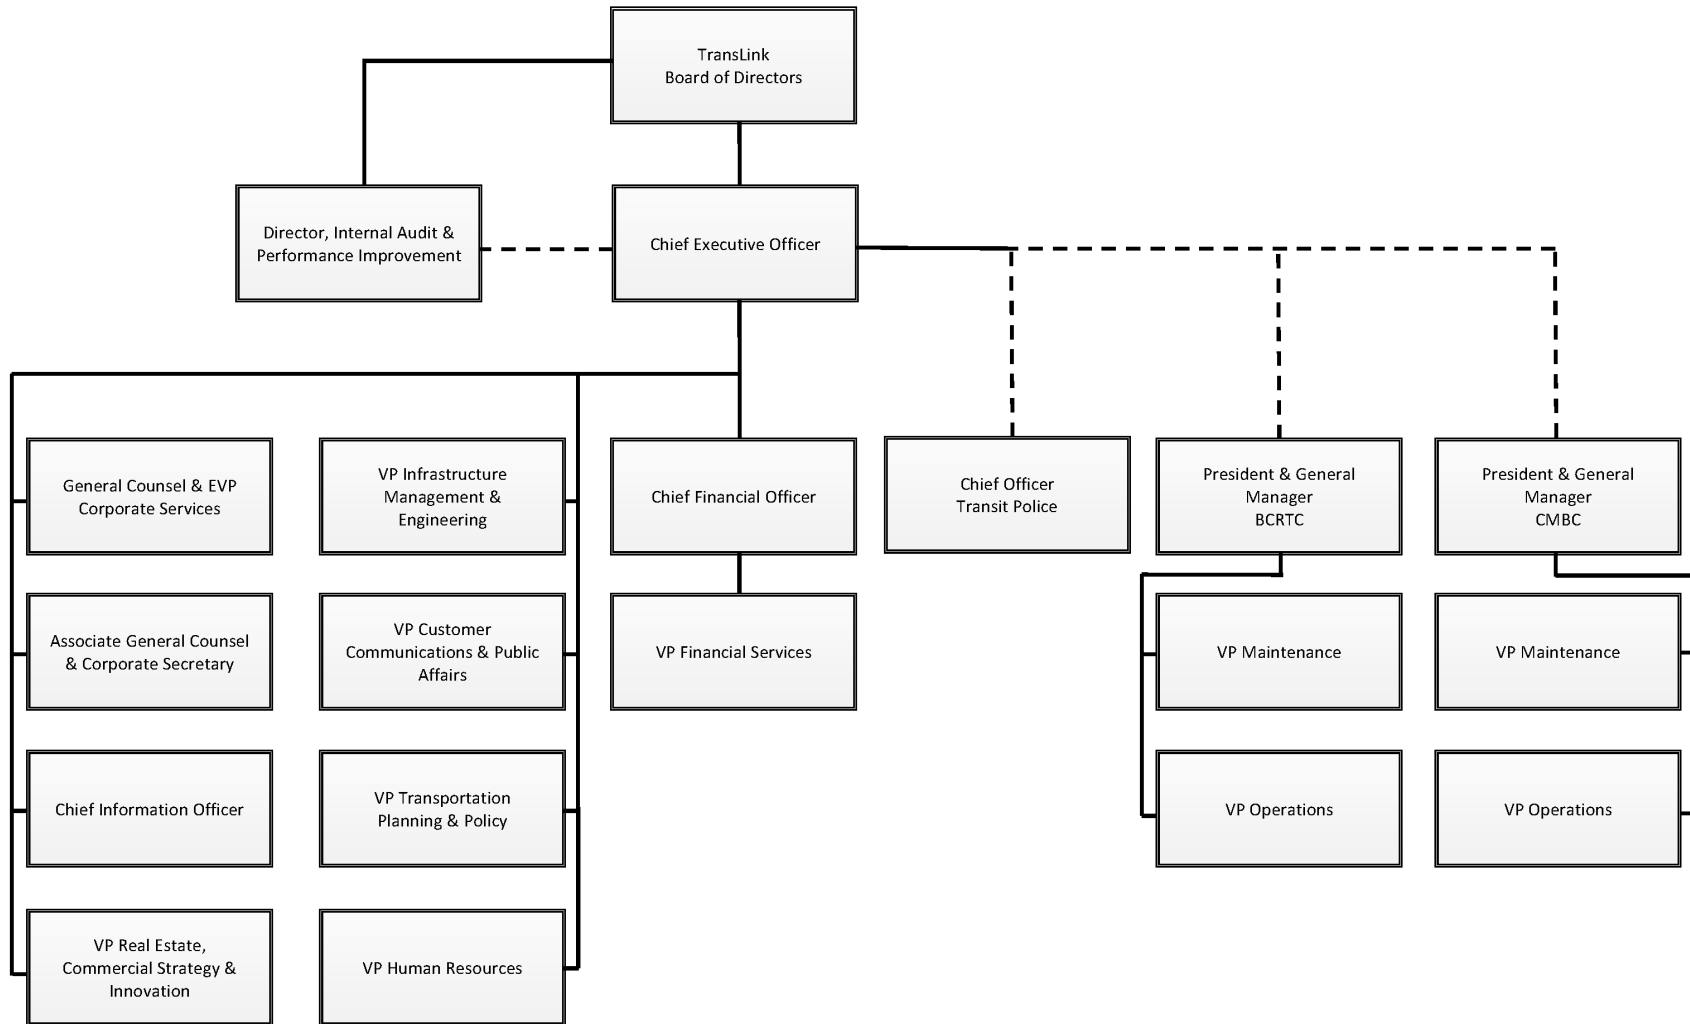 TransLink
Board of Directors
Director, Internal Audit &
Performance Improvement
Chief Executive Officer
General Counsel & EVP
Corporate Services
VP Infrastructure
Management &
Engineering
Chief Financial Officer
Chief Officer
Transit Police
President & General
Manager
BCRTC
President & General
Manager
CMBC
Associate General Counsel
& Corporate Secretary
VP Customer
Communications & Public
Affairs
VP Financial Services
VP Maintenance
VP Maintenance
Chief Information Officer
VP Transportation
Planning & Policy
VP Operations
VP Operations
VP Real Estate,
Commercial Strategy &
Innovation
VP Human Resources